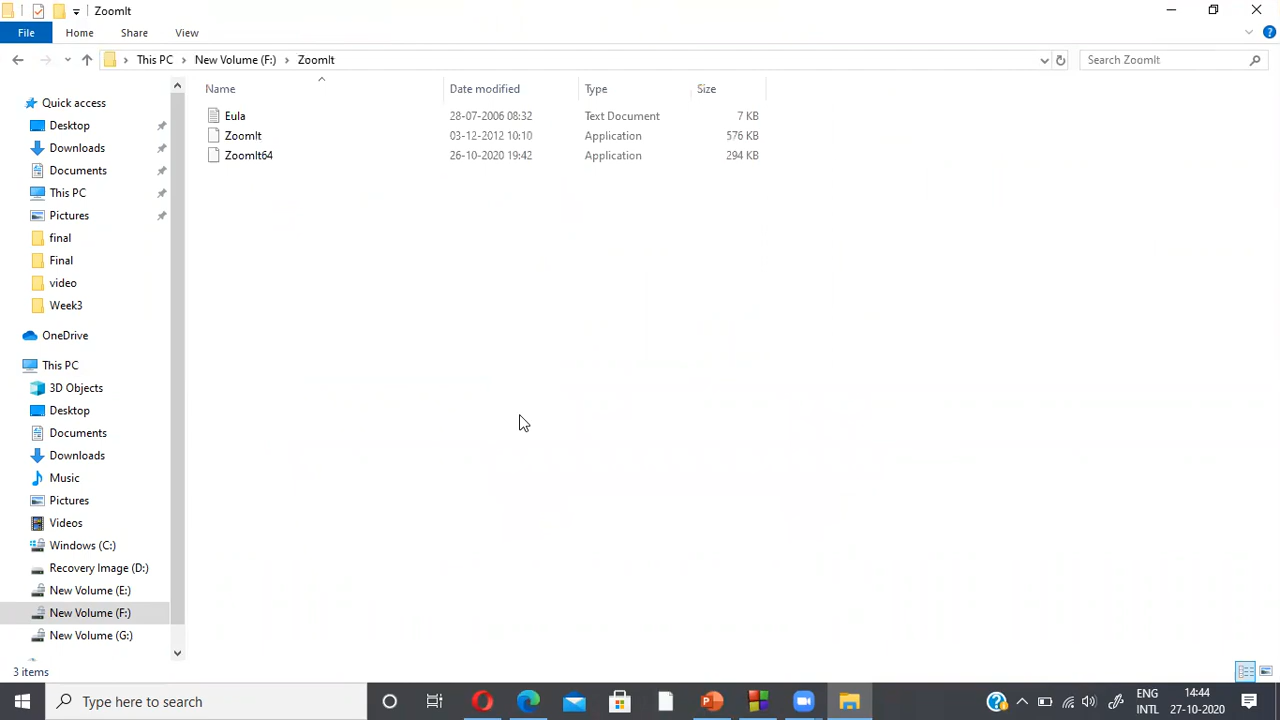 ZoomIt
File Home Share View
This PC New Volume (F:) ZoomIt Search ZoomIt
Name Date modified Type Size
Quick access
Desktop
Downloads
Documents
This PC
Pictures
final
Final
video
Week3
OneDrive
This PC
3D Objects
Desktop
Documents
Downloads
Music
Pictures
Videos
Windows (C:)
Recovery Image (D:)
New Volume (E:)
New Volume (F:)
New Volume (G:)
Eula 28-07-2006 08:32 Text Document 7 KB
ZoomIt 03-12-2012 10:10 Application 576 KB
ZoomIt64 26-10-2020 19:42 Application 294 KB
3 items
Type here to search
ENG
INTL
14:44
27-10-2020